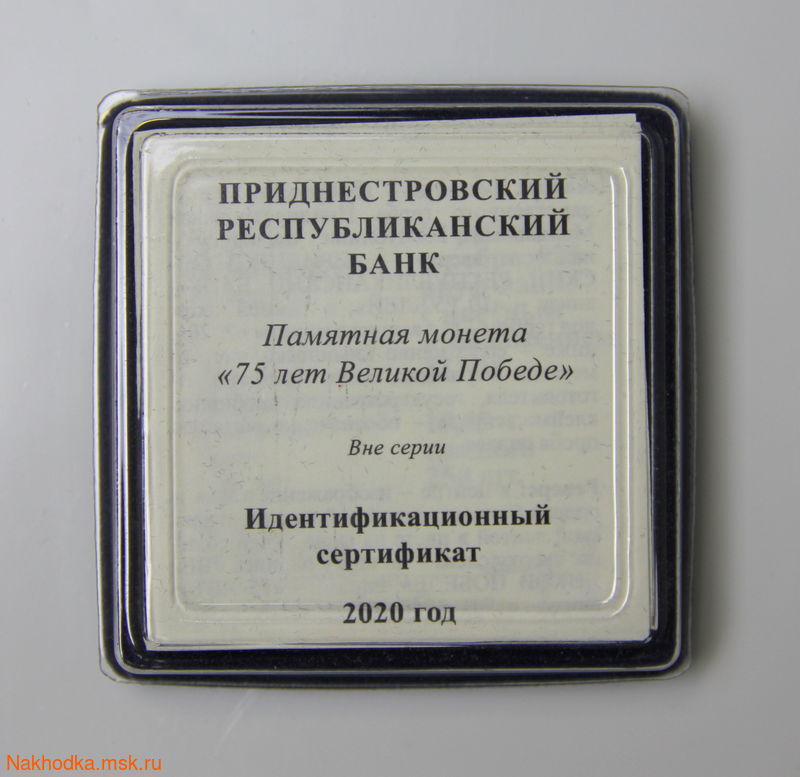 ПРИДНЕСТРОВСКИЙ
РЕСПУБЛИКАНСКИЙ
БАНК
Памятная монета
«75 лет Великой Победе»
Вне серии
Идентификационный
сертификат
2020 год
Nakhodka.msk.ru